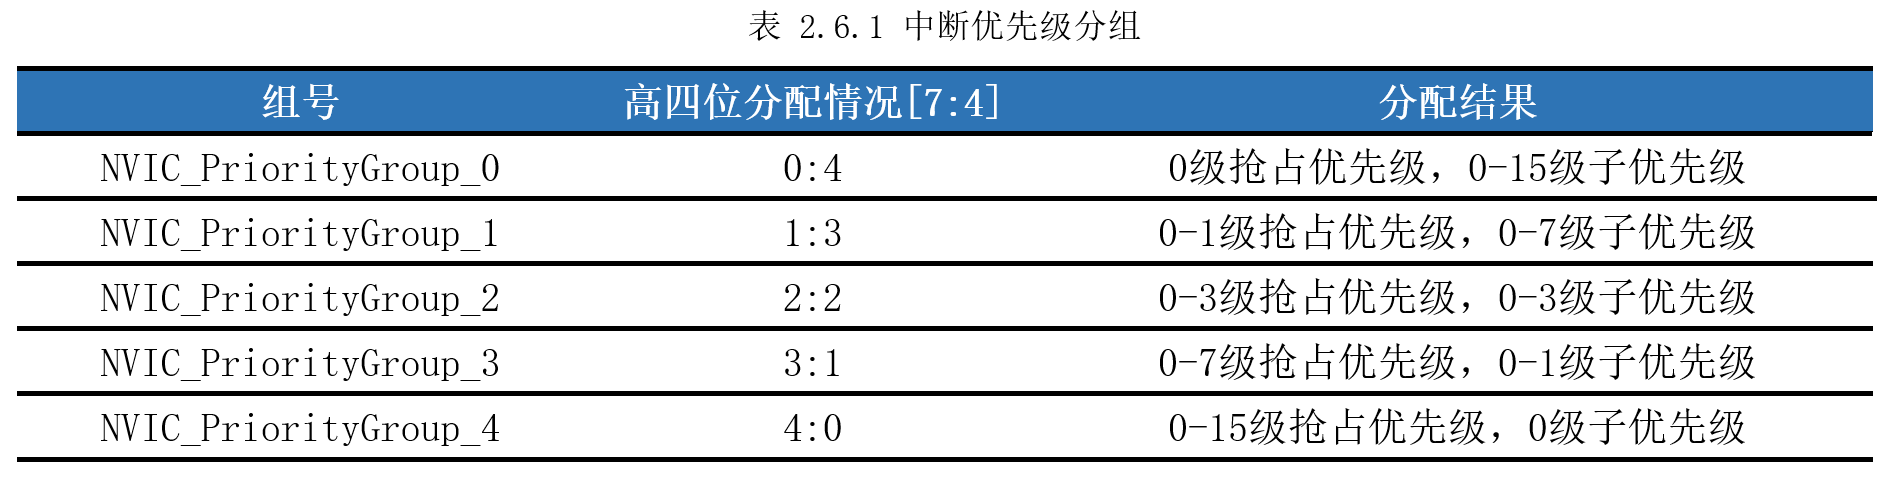 表 2.6.1 中断优先级分组
组号 高四位分配情况[7:4] 分配结果
NVIC_PriorityGroup_0 0:4 0级抢占优先级，0-15级子优先级
NVIC_PriorityGroup_1 1:3 0-1级抢占优先级，0-7级子优先级
NVIC_PriorityGroup_2 2:2 0-3级抢占优先级，0-3级子优先级
NVIC_PriorityGroup_3 3:1 0-7级抢占优先级，0-1级子优先级
NVIC_PriorityGroup_4 4:0 0-15级抢占优先级，0级子优先级